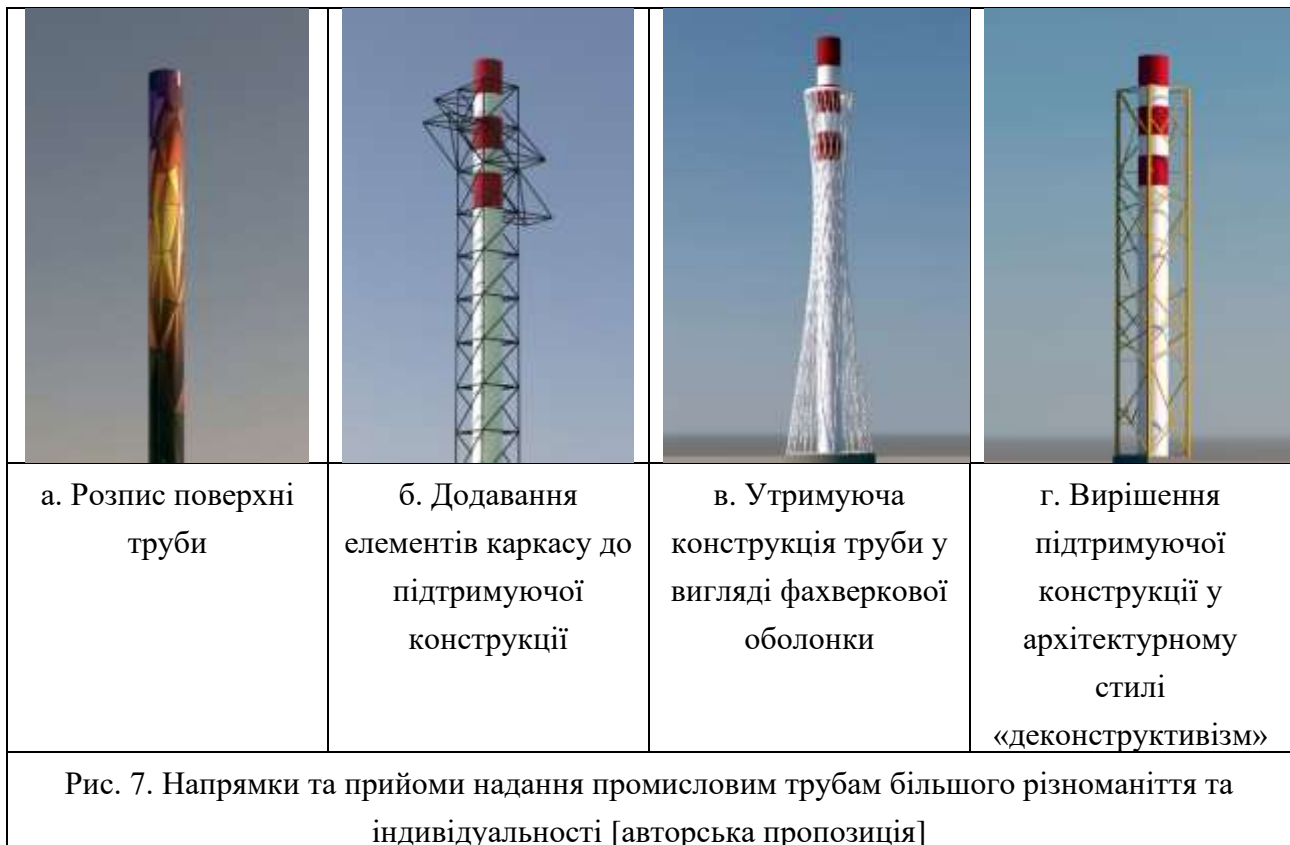 а. Розпис поверхні
труби
б. Додавання
елементів каркасу до
підтримуючої
конструкції
в. Утримуюча
конструкція труби у
вигляді фахверкової
оболонки
г. Вирішення
підтримуючої
конструкції у
архітектурному
стилі
«деконструктивізм»
Рис. 7. Напрямки та прийоми надання промисловим трубам більшого різноманіття та
індивідуальності [авторська пропозиція]